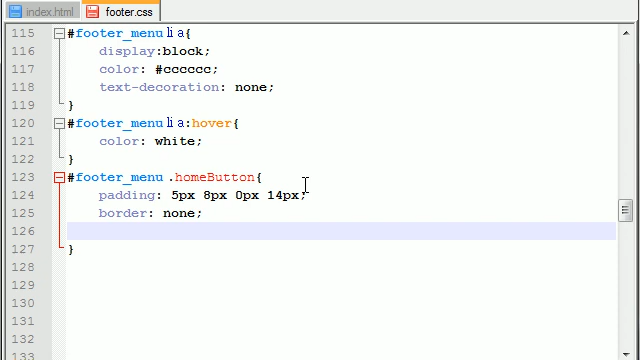 index.html footer.css
115 #footer_menu li a{
116 display:block;
117 color: #cccccc;
118 text-decoration: none;
119 }
120 #footer_menu li a:hover{
121 color: white;
122 }
123 #footer_menu .homeButton{
124 padding: 5px 8px 0px 14px;
125 border: none;
126
127 }
128
129
130
131
132
133